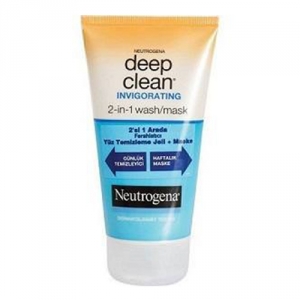 NEUTROGENA
deep
clean®
INVIGORATING
2-in-1 wash/mask
2'si 1 Arada
Ferahlatıcı
Yüz Temizleme Jeli + Maske
GÜNLÜK
TEMİZLEYİCİ
HAFTALIK
MASKE
Neutrogena®